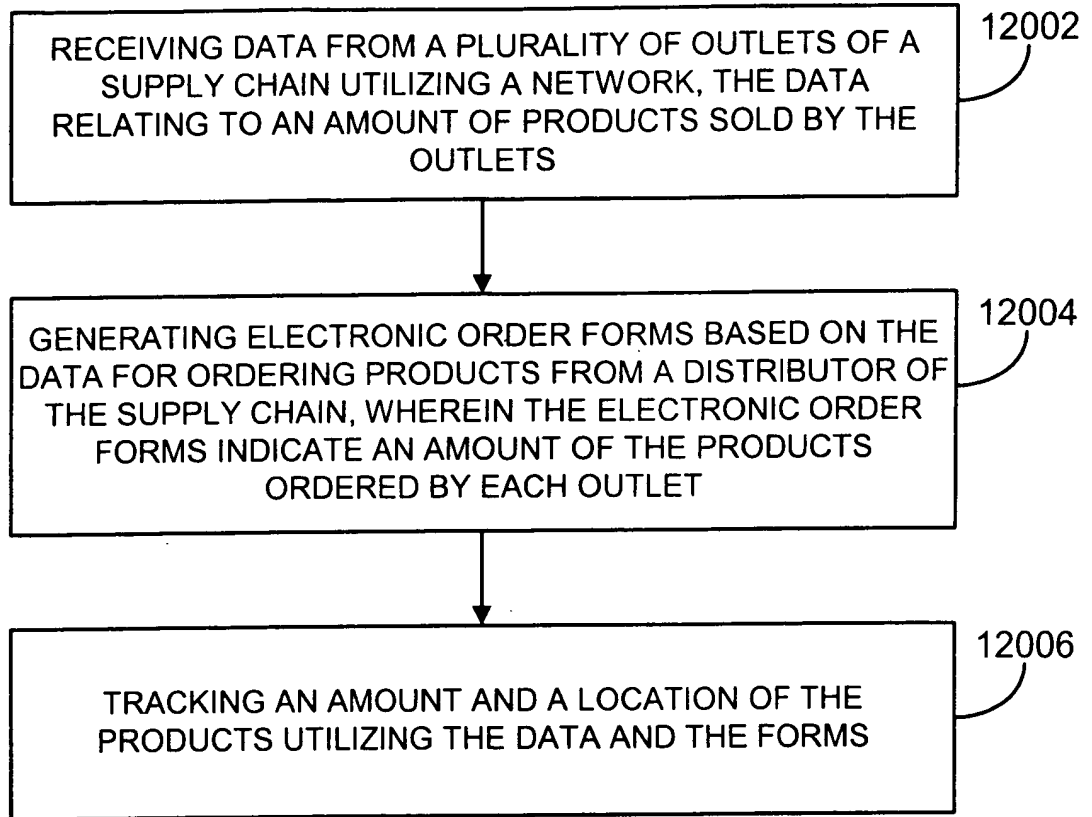 12002
RECEIVING DATA FROM A PLURALITY OF OUTLETS OF A
SUPPLY CHAIN UTILIZING A NETWORK, THE DATA
RELATING TO AN AMOUNT OF PRODUCTS SOLD BY THE
OUTLETS
12004
GENERATING ELECTRONIC ORDER FORMS BASED ON THE
DATA FOR ORDERING PRODUCTS FROM A DISTRIBUTOR OF
THE SUPPLY CHAIN, WHEREIN THE ELECTRONIC ORDER
FORMS INDICATE AN AMOUNT OF THE PRODUCTS
ORDERED BY EACH OUTLET
12006
TRACKING AN AMOUNT AND A LOCATION OF THE
PRODUCTS UTILIZING THE DATA AND THE FORMS